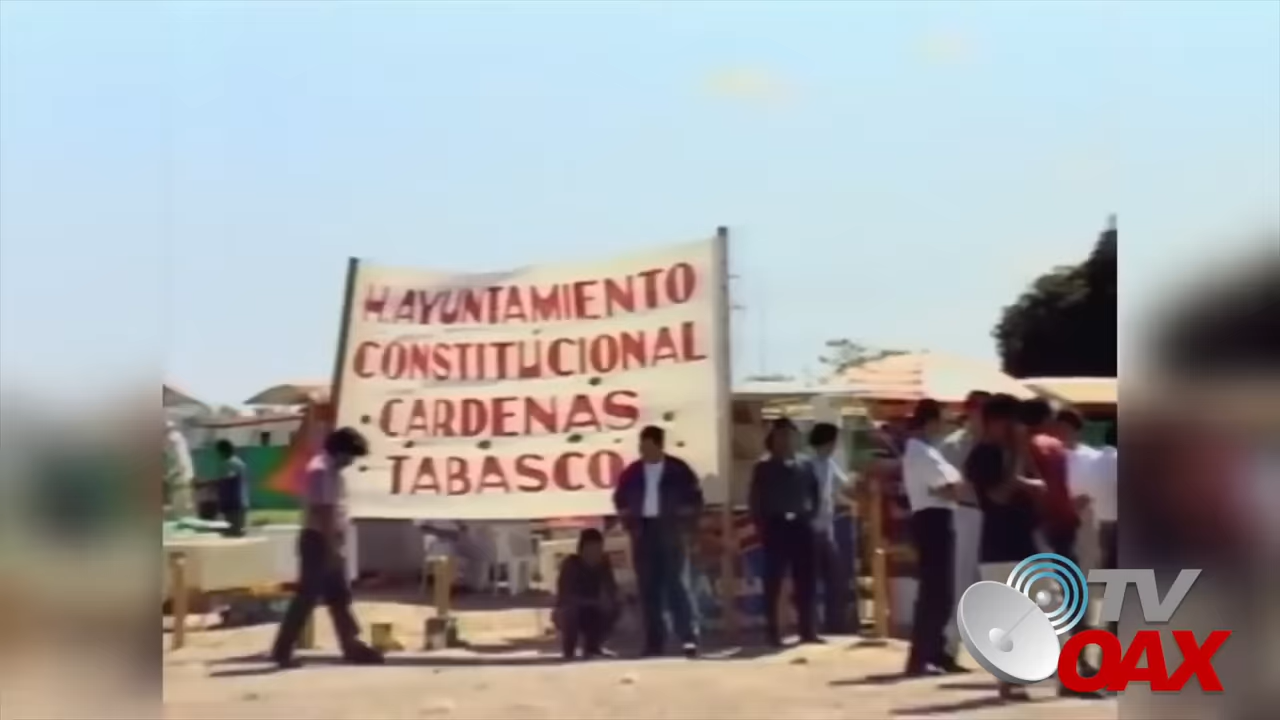 H. AYUNTAMIENTO
CONSTITUCIONAL
CARDENAS
TABASCO
TV
OAX